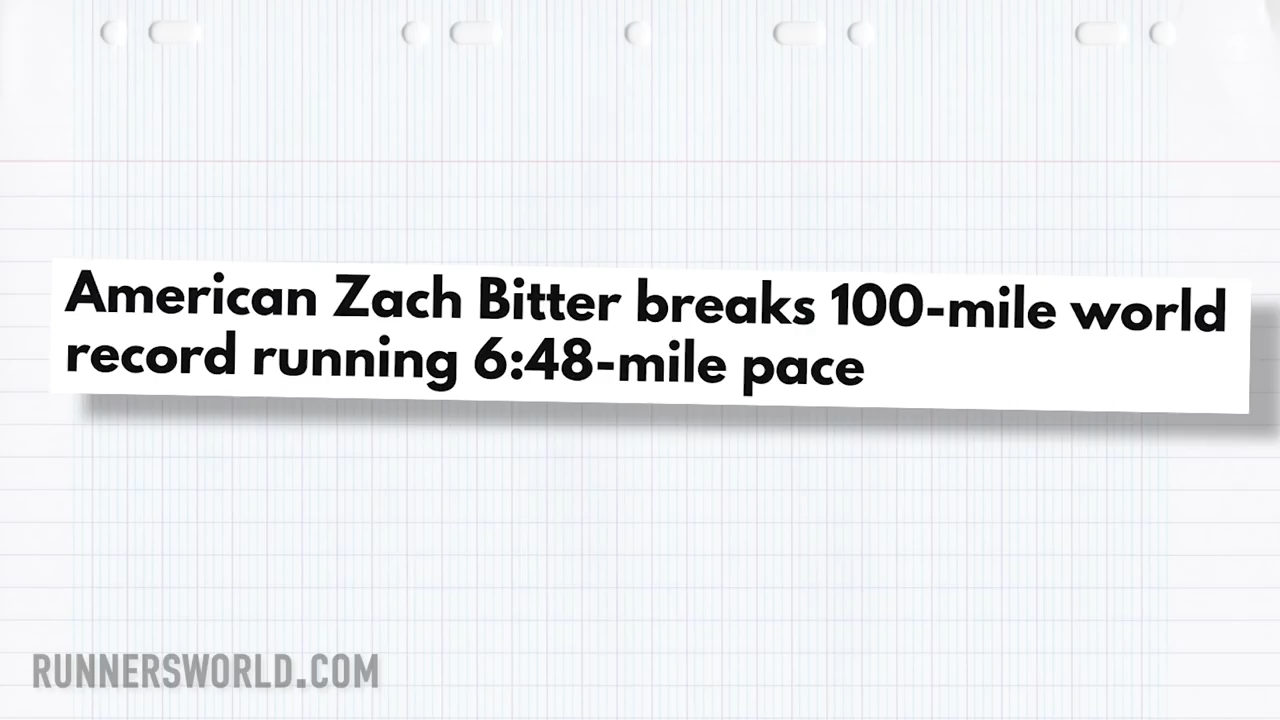 American Zach Bitter breaks 100-mile world
record running 6:48-mile pace
RUNNERSWORLD.COM